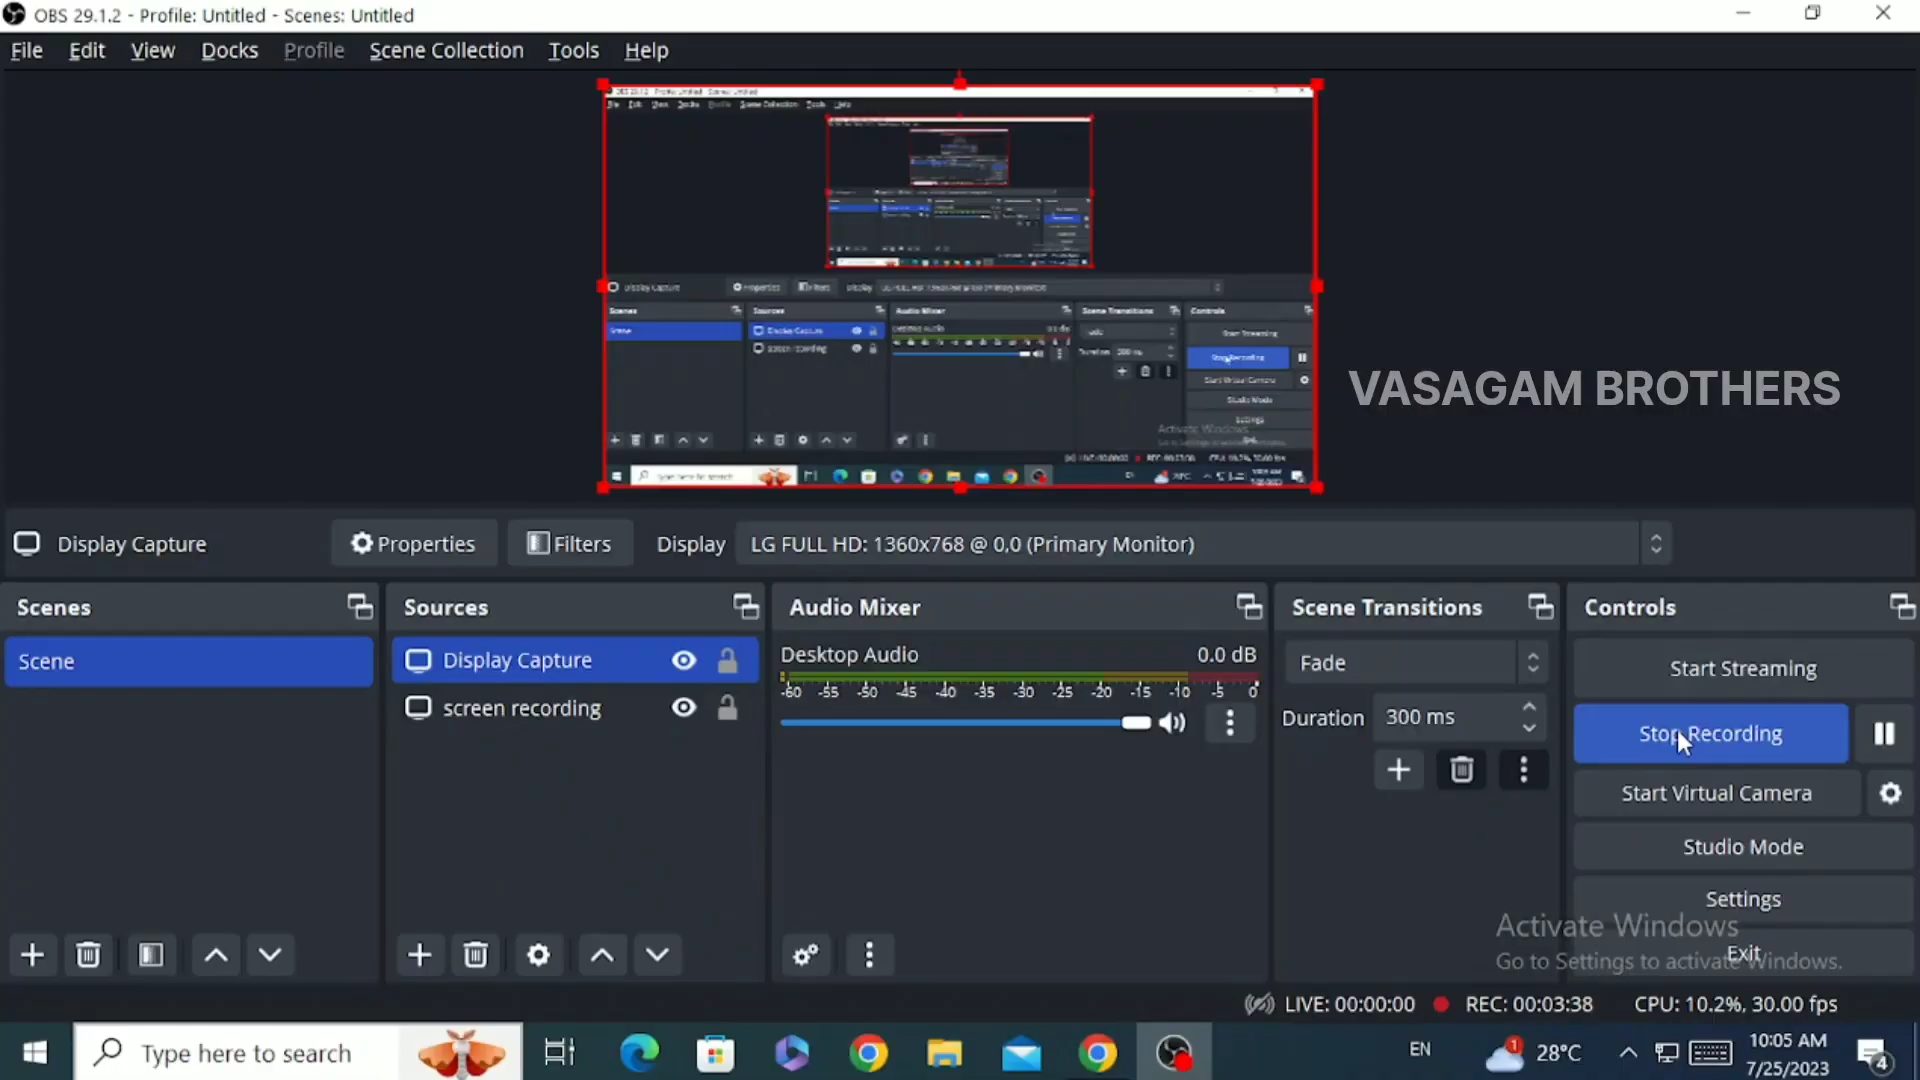 OBS 29.1.2 - Profile: Untitled - Scenes: Untitled
File Edit View Docks Profile Scene Collection Tools Help
VASAGAM BROTHERS
Display Capture Properties Filters Display LG FULL HD: 1360x768 @ 0,0 (Primary Monitor)
Scenes
Scene
Sources
Display Capture
screen recording
Audio Mixer
Desktop Audio 0.0 dB
-60 -55 -50 -45 -40 -35 -30 -25 -20 -15 -10 -5 0
Scene Transitions
Fade
Duration 300 ms
Controls
Start Streaming
Stop Recording
Start Virtual Camera
Studio Mode
Settings
Exit
Activate Windows
Go to Settings to activate Windows.
LIVE: 00:00:00 REC: 00:03:38 CPU: 10.2%, 30.00 fps
Type here to search
EN
1
28°C
10:05 AM
7/25/2023
4